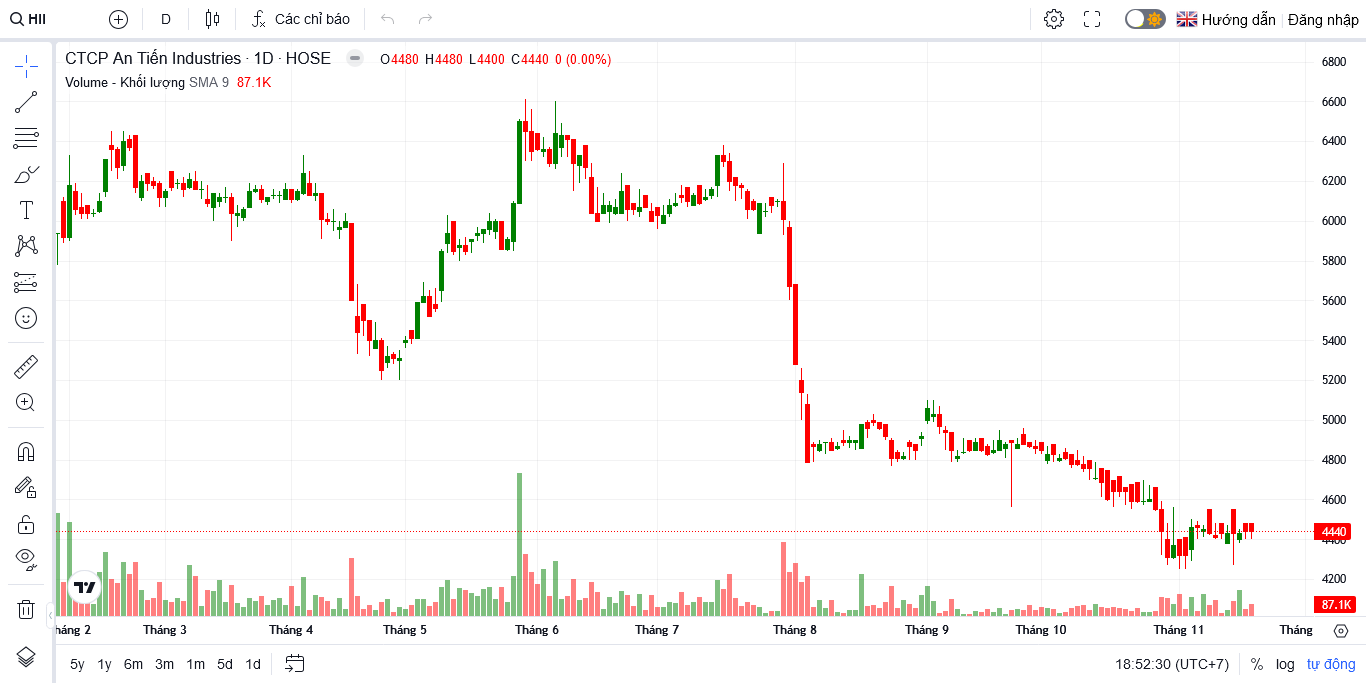 HII
D
Các chỉ báo
Hướng dẫn
Đăng nhập
CTCP An Tiến Industries · 1D · HOSE
O4480 H4480 L4400 C4440 0 (0.00%)
Volume - Khối lượng SMA 9 87.1K
6800
6600
6400
6200
6000
5800
5600
5400
5200
5000
4800
4600
4440
4400
4200
87.1K
háng 2
Tháng 3
Tháng 4
Tháng 5
Tháng 6
Tháng 7
Tháng 8
Tháng 9
Tháng 10
Tháng 11
Tháng
5y 1y 6m 3m 1m 5d 1d
18:52:30 (UTC+7) % log tự động